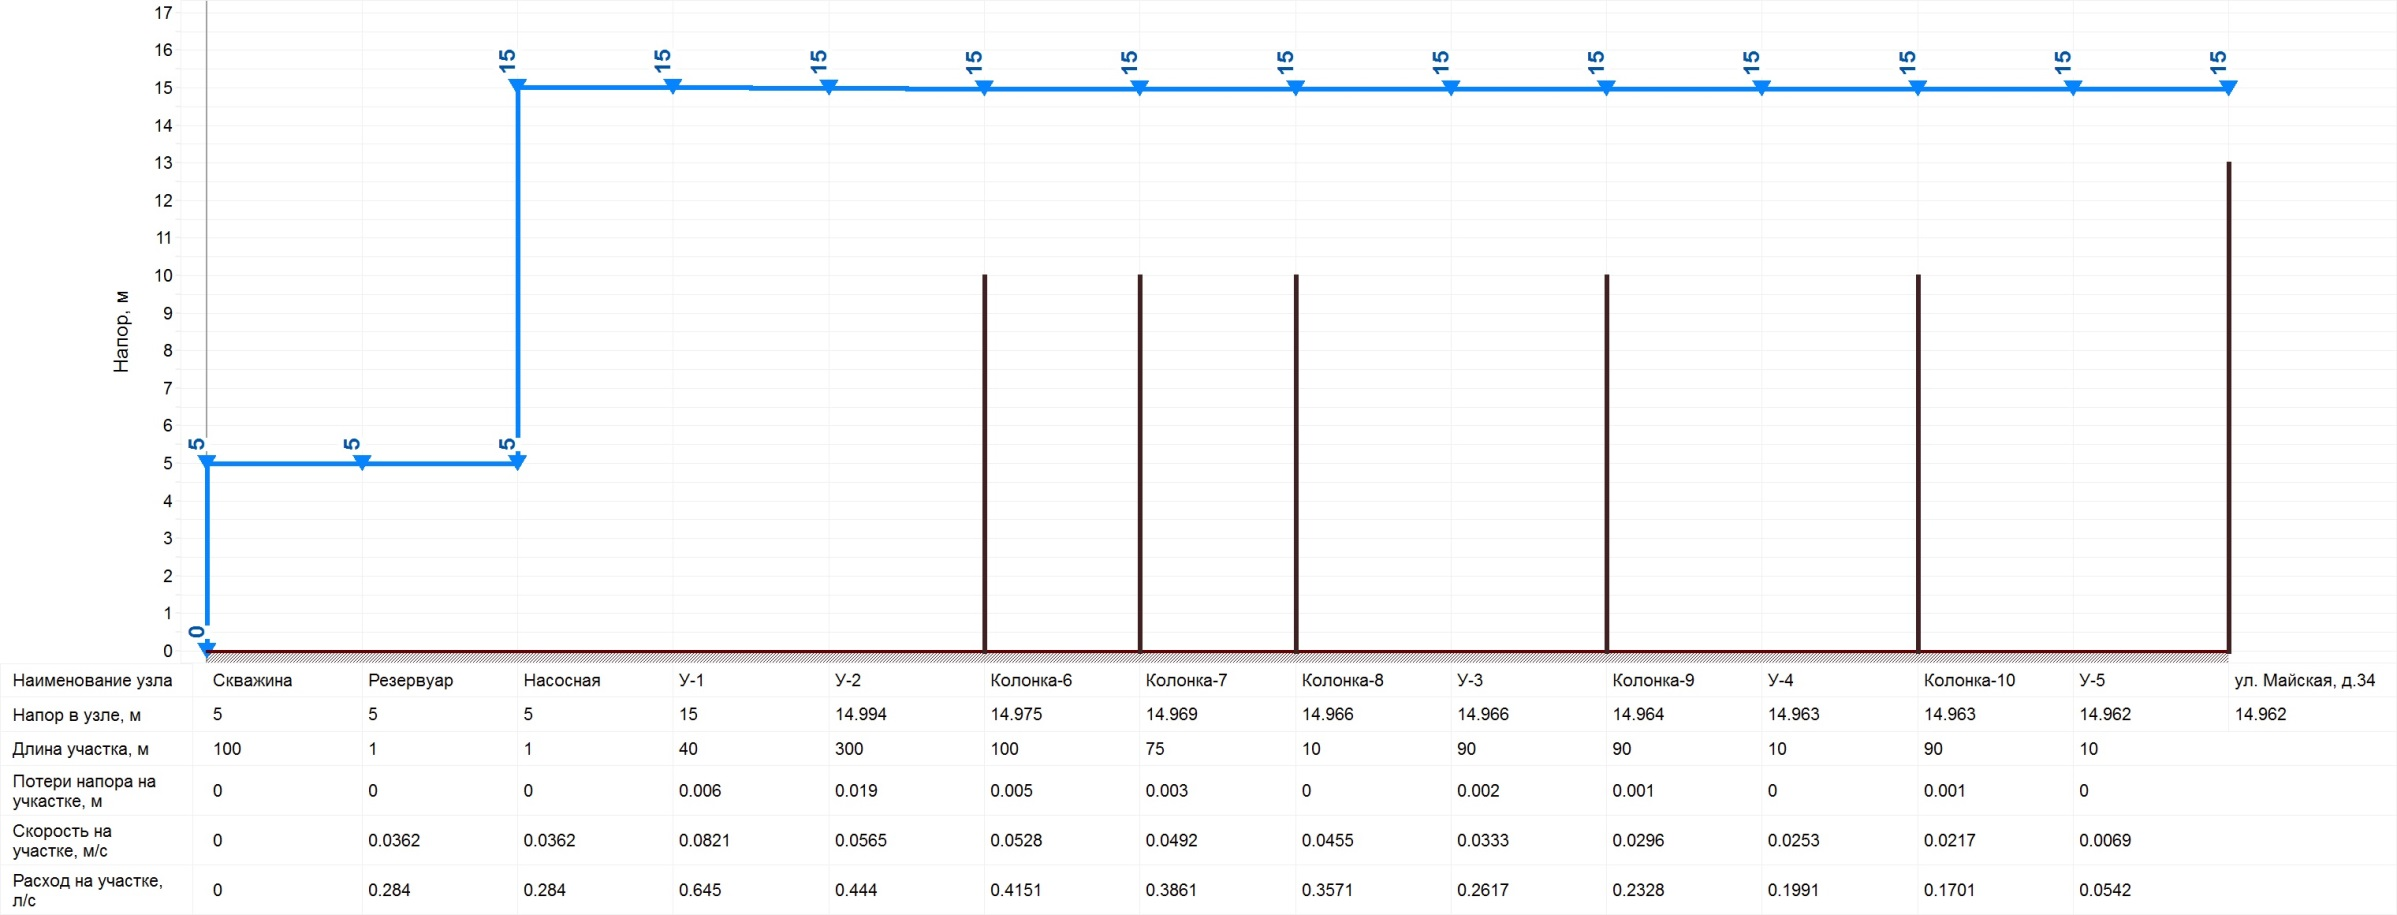 17
16
15
14
13
12
11
10
9
8
7
6
5
4
3
2
1
0
Напор, м
0
5 5 5
15 15 15 15 15 15 15 15 15 15 15 15
Наименование узла Скважина Резервуар Насосная У-1 У-2 Колонка-6 Колонка-7 Колонка-8 У-3 Колонка-9 У-4 Колонка-10 У-5 ул. Майская, д.34
Напор в узле, м 5 5 5 15 14.994 14.975 14.969 14.966 14.966 14.964 14.963 14.963 14.962 14.962
Длина участка, м 100 1 1 40 300 100 75 10 90 90 10 90 10
Потери напора на
учкастке, м 0 0 0 0.006 0.019 0.005 0.003 0 0.002 0.001 0 0.001 0
Скорость на
участке, м/с 0 0.0362 0.0362 0.0821 0.0565 0.0528 0.0492 0.0455 0.0333 0.0296 0.0253 0.0217 0.0069
Расход на участке,
л/с 0 0.284 0.284 0.645 0.444 0.4151 0.3861 0.3571 0.2617 0.2328 0.1991 0.1701 0.0542